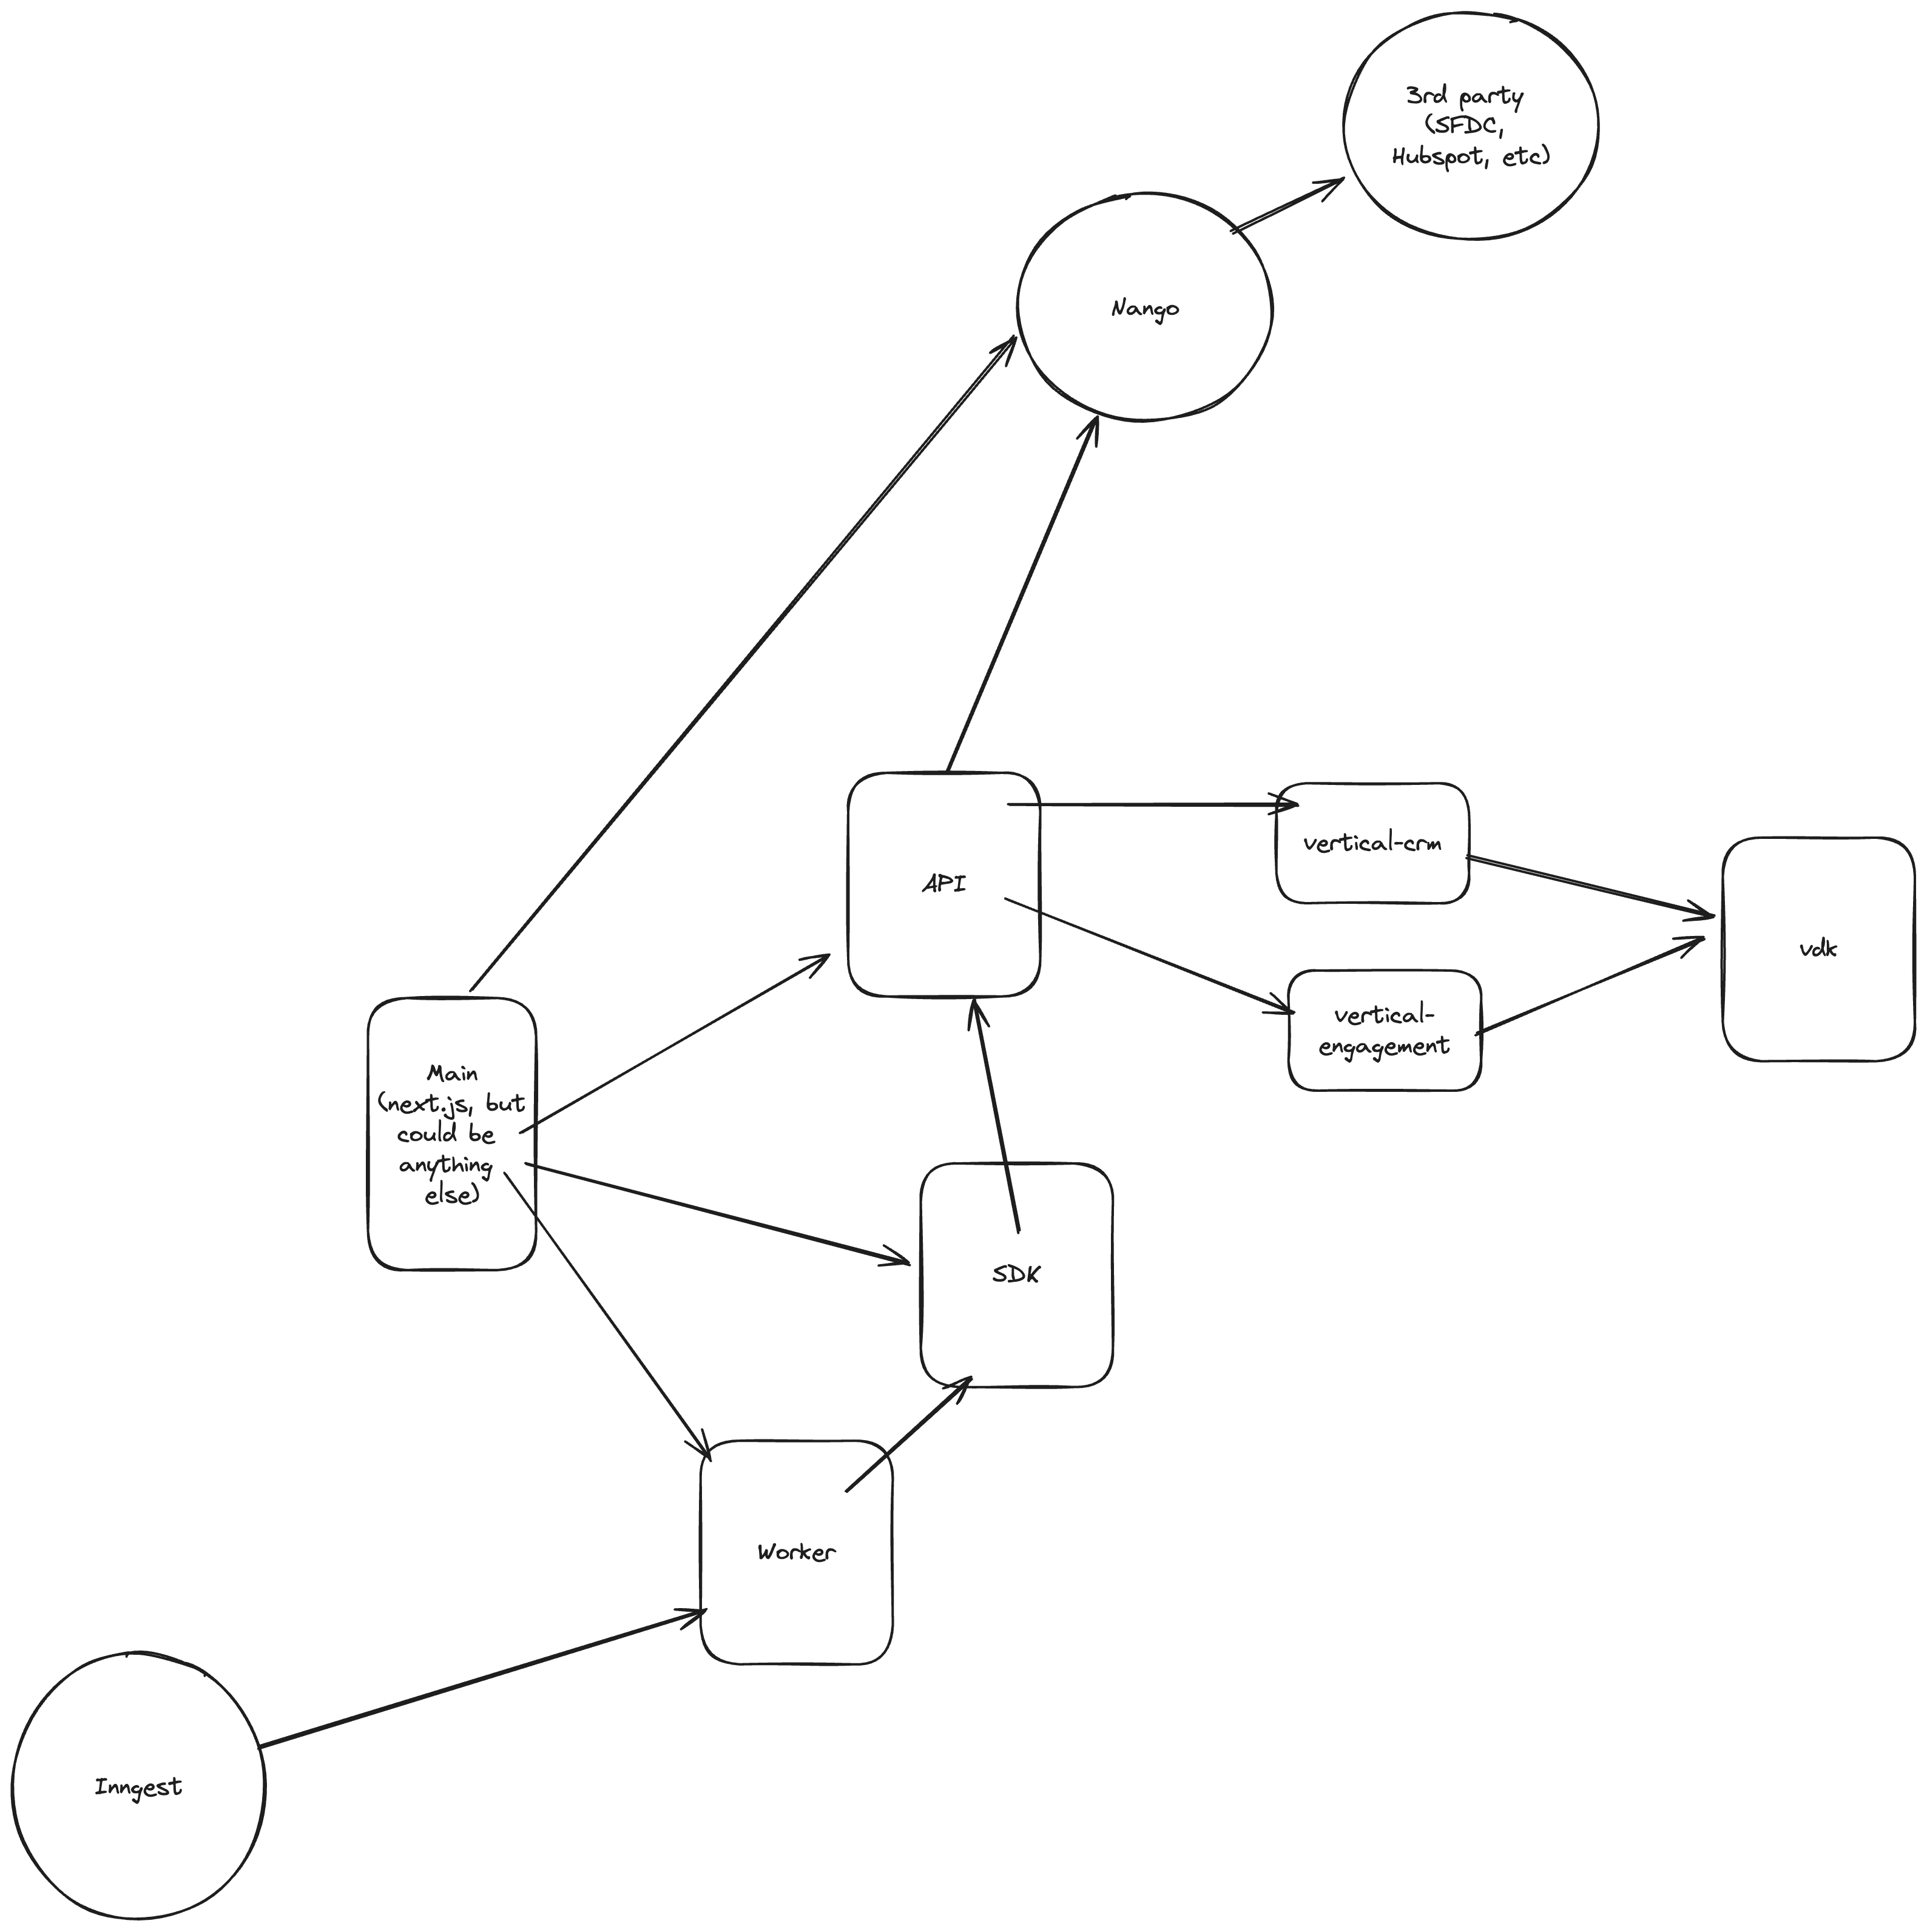 3rd party
(SFDC,
Hubspot, etc)
Nango
API
vertical-crm
vdk
vertical-
engagement
Main
(next.js, but
could be
anything
else)
SDK
Worker
Inngest